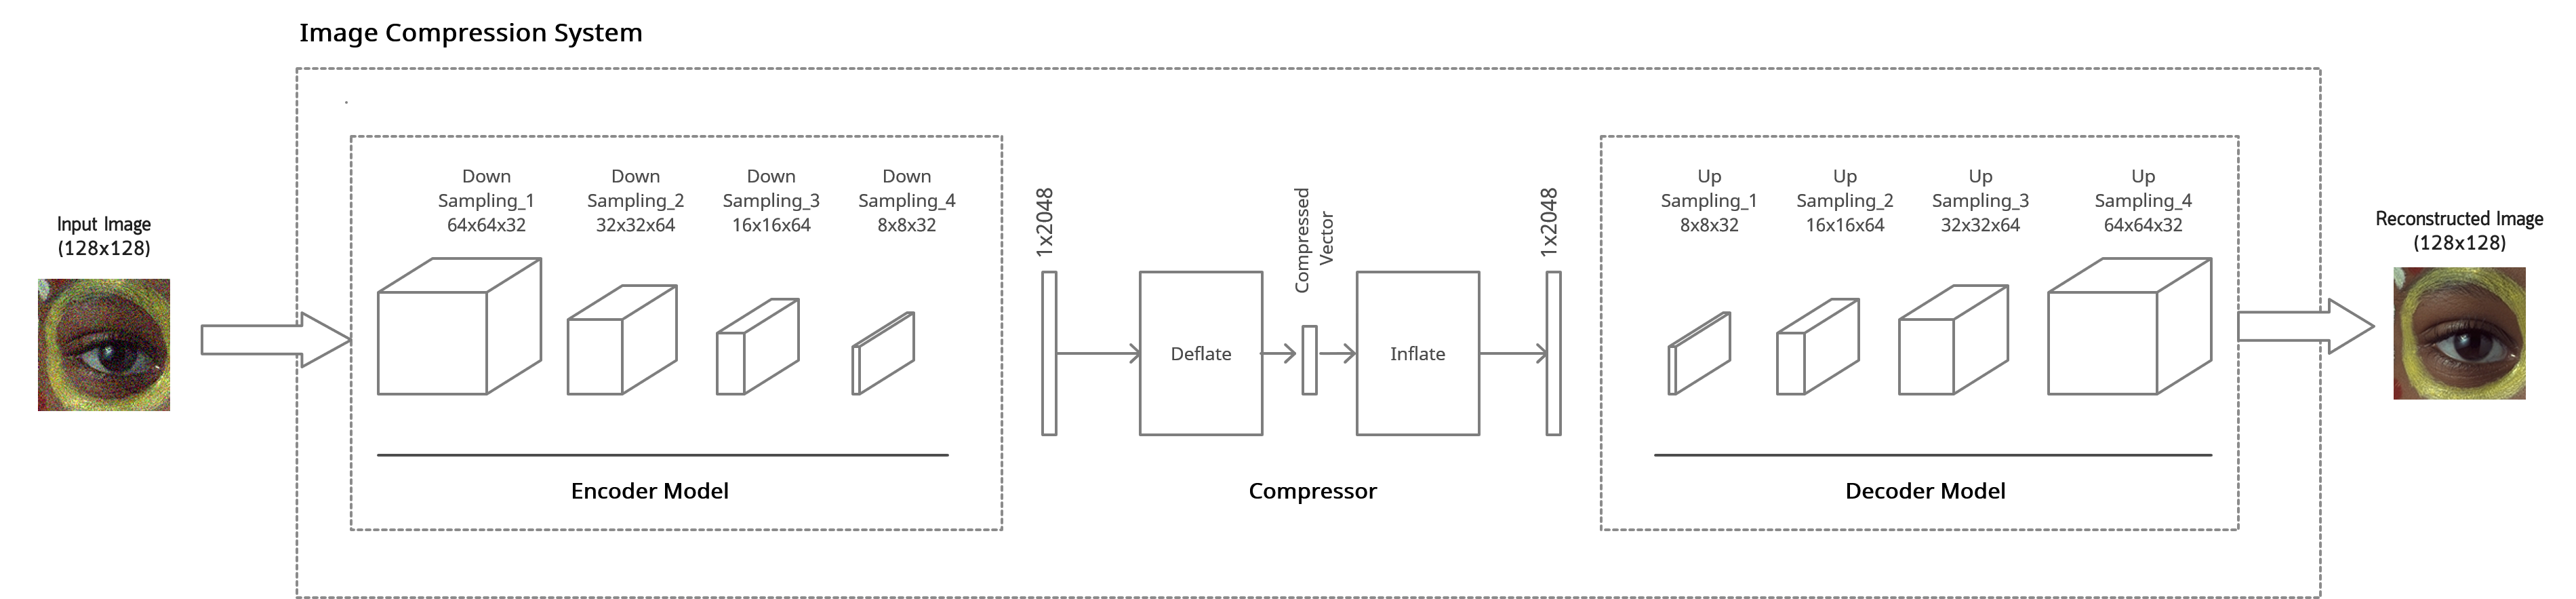 Image Compression System
Input Image
(128x128)
Down
Sampling_1
64x64x32
Down
Sampling_2
32x32x64
Down
Sampling_3
16x16x64
Down
Sampling_4
8x8x32
Encoder Model
1x2048
Deflate
Compressed
Vector
Inflate
1x2048
Compressor
Up
Sampling_1
8x8x32
Up
Sampling_2
16x16x64
Up
Sampling_3
32x32x64
Up
Sampling_4
64x64x32
Decoder Model
Reconstructed Image
(128x128)